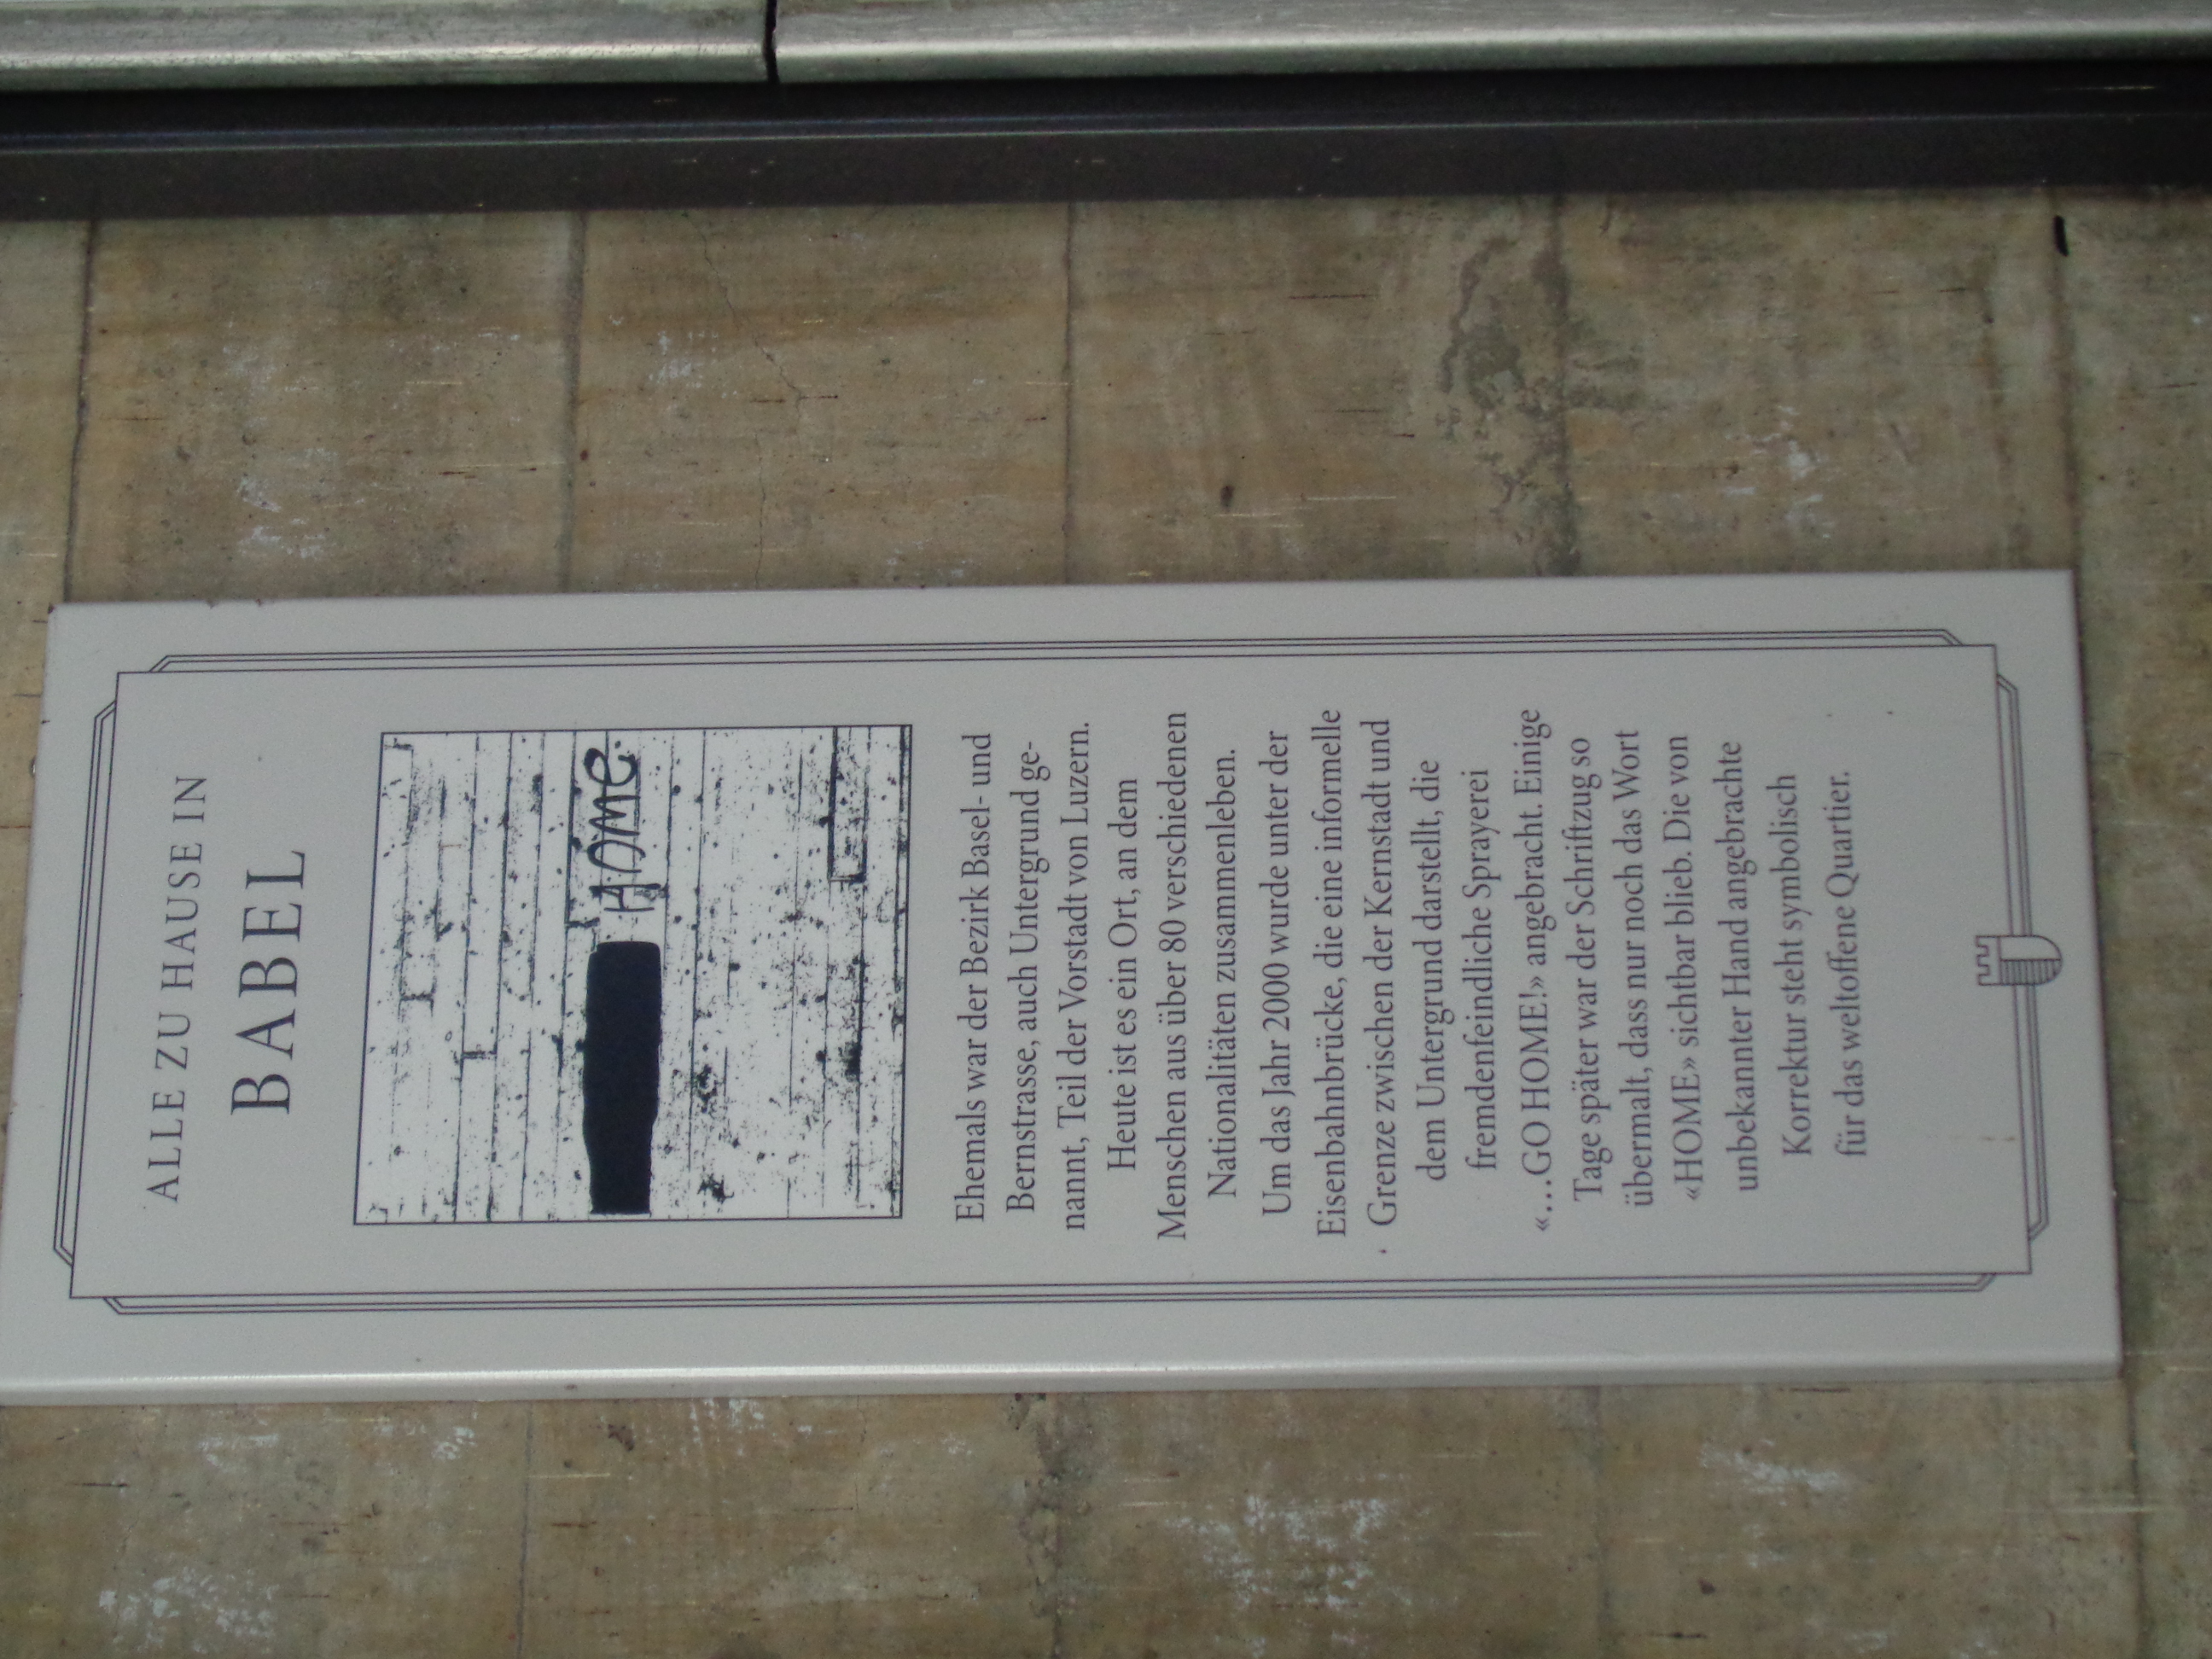 ALLE ZU HAUSE IN
BABEL
HOME
Ehemals war der Bezirk Basel- und
Bernstrasse, auch Untergrund ge-
nannt, Teil der Vorstadt von Luzern.
Heute ist es ein Ort, an dem
Menschen aus über 80 verschiedenen
Nationalitäten zusammenleben.
Um das Jahr 2000 wurde unter der
Eisenbahnbrücke, die eine informelle
Grenze zwischen der Kernstadt und
dem Untergrund darstellt, die
fremdenfeindliche Sprayerei
«…GO HOME!» angebracht. Einige
Tage später war der Schriftzug so
übermalt, dass nur noch das Wort
«HOME» sichtbar blieb. Die von
unbekannter Hand angebrachte
Korrektur steht symbolisch
für das weltoffene Quartier.